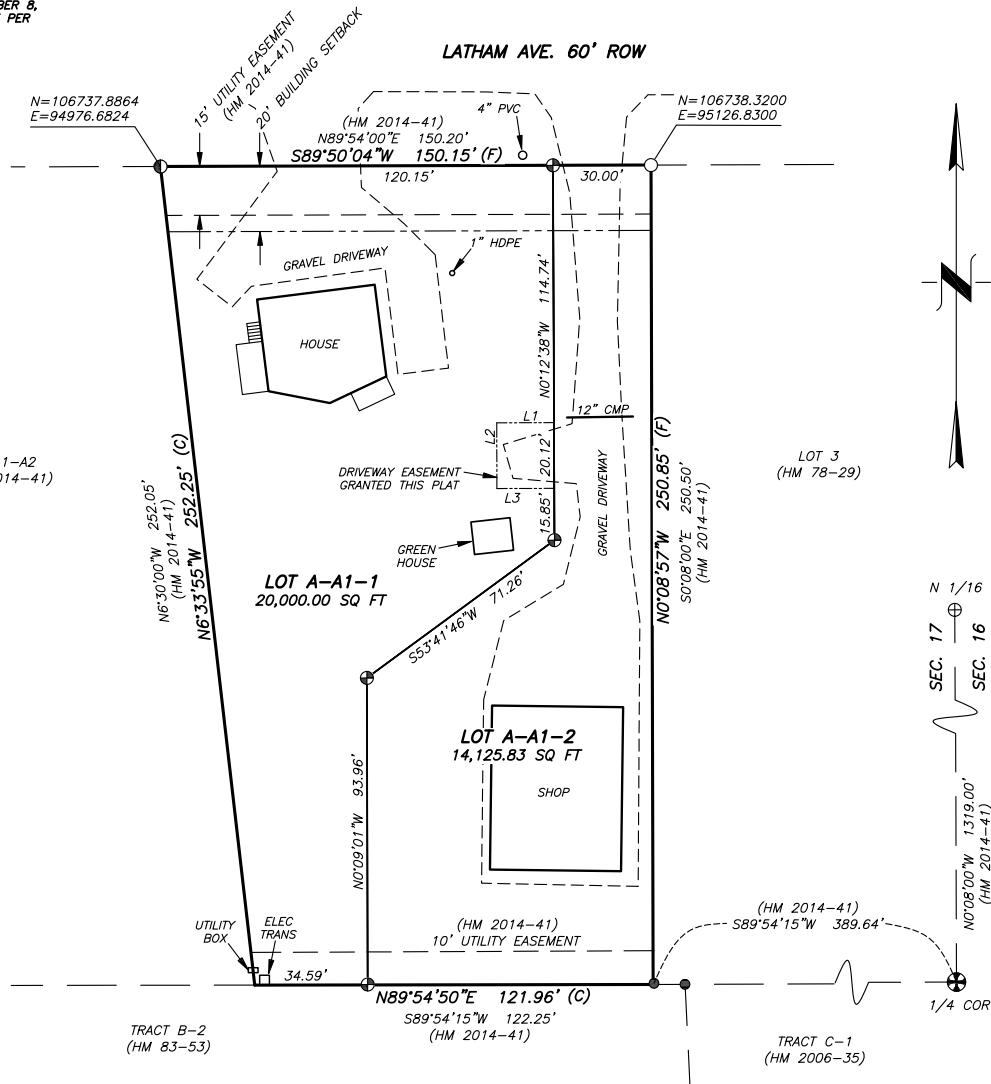 BER 8,
E PER
LATHAM AVE. 60' ROW
15' UTILITY EASEMENT
(HM 2014-41)
20' BUILDING SETBACK
N=106737.8864
E=94976.6824
4" PVC
N=106738.3200
E=95126.8300
(HM 2014-41)
N89°54'00"E 150.20'
S89°50'04"W 150.15' (F)
120.15'
30.00'
1" HDPE
GRAVEL DRIVEWAY
N0°12'38"W 114.74'
HOUSE
L1
12" CMP
L2
20.12'
DRIVEWAY EASEMENT
GRANTED THIS PLAT
L3
15.85'
GRAVEL DRIVEWAY
N0°08'57"W 250.85' (F)
S0°08'00"E 250.50'
(HM 2014-41)
LOT 3
(HM 78-29)
1-A2
014-41)
N6°30'00"W 252.05'
(HM 2014-41)
N6°33'55"W 252.25' (C)
GREEN
HOUSE
LOT A-A1-1
20,000.00 SQ FT
S53°41'46"W 71.26'
N 1/16
SEC. 17
SEC. 16
N
LOT A-A1-2
14,125.83 SQ FT
SHOP
N0°09'01"W 93.96'
N0°08'00"W 1319.00'
(HM 2014-41)
(HM 2014-41)
S89°54'15"W 389.64'
UTILITY
BOX
ELEC
TRANS
(HM 2014-41)
10' UTILITY EASEMENT
34.59'
N89°54'50"E 121.96' (C)
S89°54'15"W 122.25'
(HM 2014-41)
1/4 COR
TRACT B-2
(HM 83-53)
TRACT C-1
(HM 2006-35)